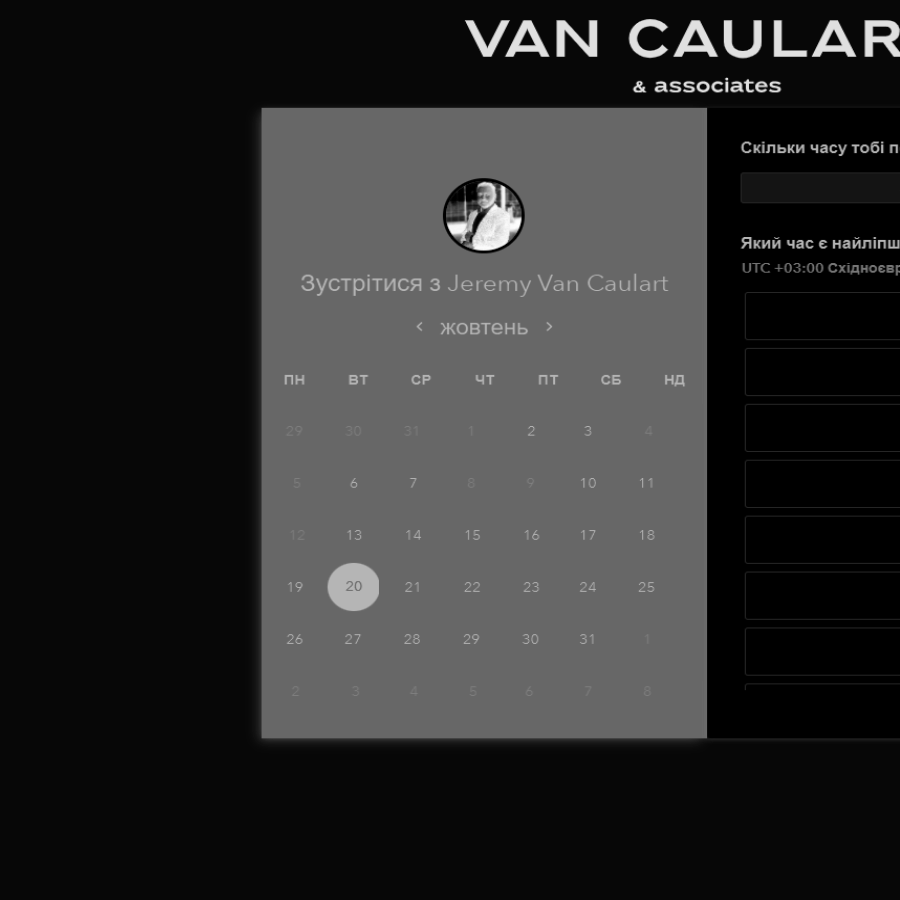 VAN CAULAR
& associates
Зустрітися з Jeremy Van Caulart
жовтень
ПН ВТ СР ЧТ ПТ СБ НД
29 30 31 1 2 3 4
5 6 7 8 9 10 11
12 13 14 15 16 17 18
19 20 21 22 23 24 25
26 27 28 29 30 31 1
2 3 4 5 6 7 8
Скільки часу тобі п
Який час є найліпш
UTC +03:00 Східноєвр